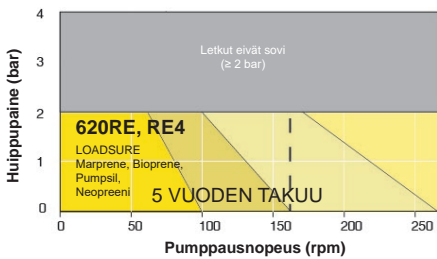 Huippupaine (bar)
4
3
2
1
0
Letkut eivät sovi
(≥ 2 bar)
620RE, RE4
LOADSURE
Marprene, Bioprene,
Pumpsil,
Neopreeni
5 VUODEN TAKUU
0 50 100 150 200 250
Pumppausnopeus (rpm)